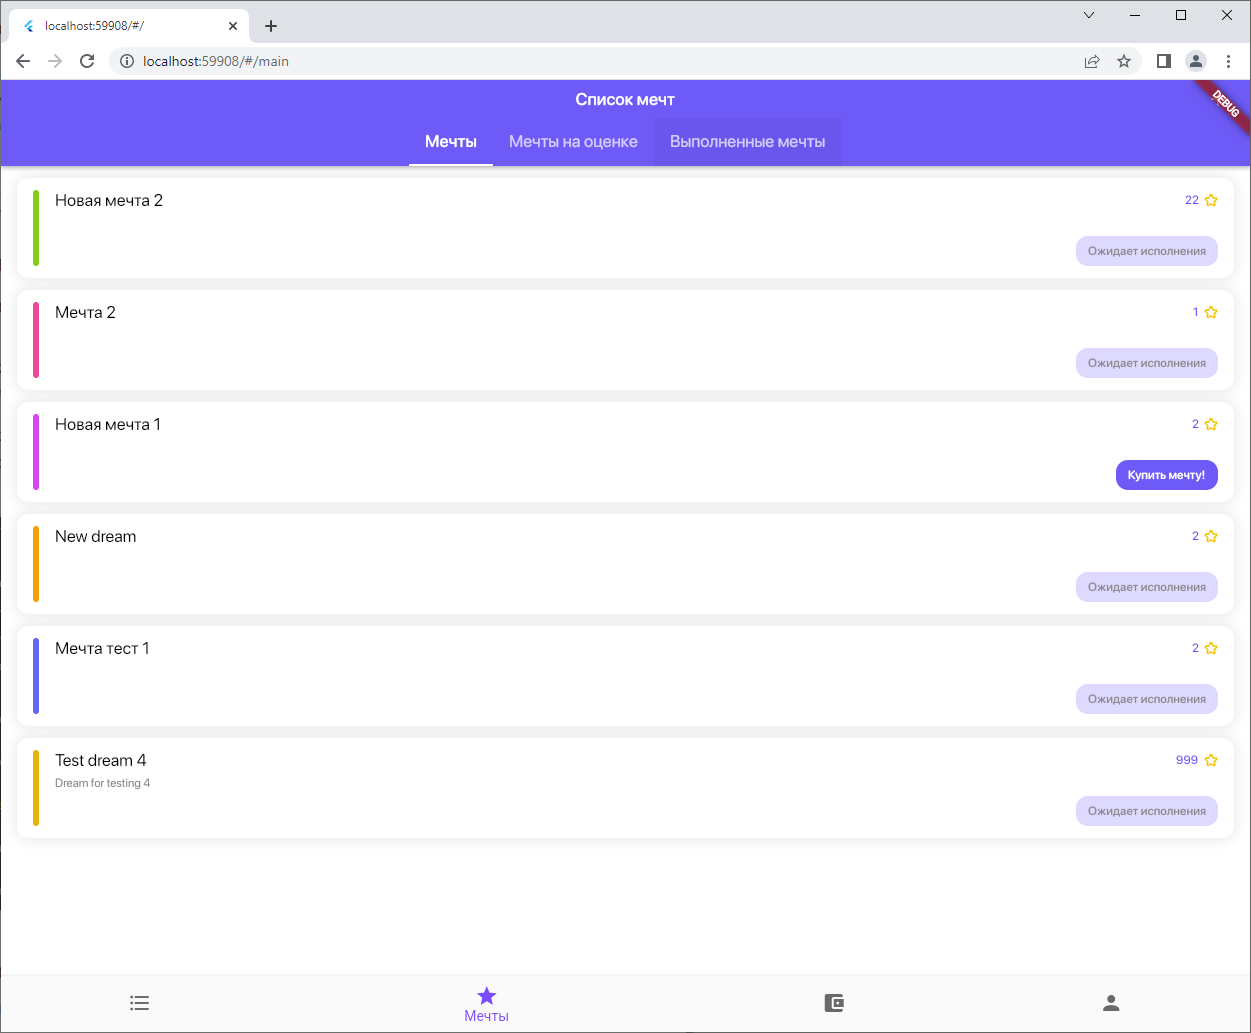 localhost:59908/#/
localhost:59908/#/main
Список мечт
DEBUG
Мечты
Мечты на оценке
Выполненные мечты
Новая мечта 2
22
Ожидает исполнения
Мечта 2
1
Ожидает исполнения
Новая мечта 1
2
Купить мечту!
New dream
2
Ожидает исполнения
Мечта тест 1
2
Ожидает исполнения
Test dream 4
999
Dream for testing 4
Ожидает исполнения
Мечты